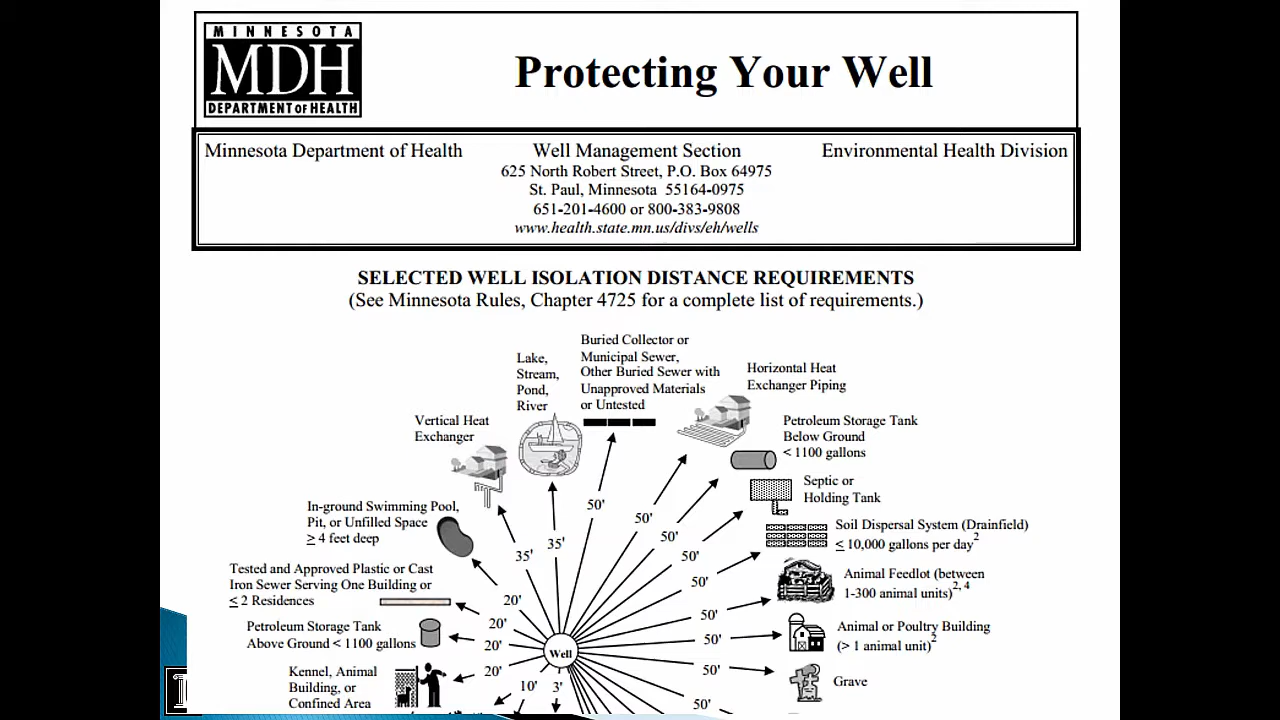 MINNESOTA
MDH
DEPARTMENT OF HEALTH
Protecting Your Well
Minnesota Department of Health
Well Management Section
Environmental Health Division
625 North Robert Street, P.O. Box 64975
St. Paul, Minnesota 55164-0975
651-201-4600 or 800-383-9808
www.health.state.mn.us/divs/eh/wells
SELECTED WELL ISOLATION DISTANCE REQUIREMENTS
(See Minnesota Rules, Chapter 4725 for a complete list of requirements.)
Buried Collector or
Municipal Sewer,
Other Buried Sewer with
Unapproved Materials
or Untested
Lake,
Stream,
Pond,
River
Horizontal Heat
Exchanger Piping
Vertical Heat
Exchanger
Petroleum Storage Tank
Below Ground
< 1100 gallons
Septic or
Holding Tank
In-ground Swimming Pool,
Pit, or Unfilled Space
≥ 4 feet deep
Soil Dispersal System (Drainfield)
≤ 10,000 gallons per day²
Tested and Approved Plastic or Cast
Iron Sewer Serving One Building or
≤ 2 Residences
Animal Feedlot (between
1-300 animal units)²,⁴
Petroleum Storage Tank
Above Ground < 1100 gallons
Animal or Poultry Building
(> 1 animal unit)²
Kennel, Animal
Building, or
Confined Area
Grave
50'
50'
50'
35'
35'
50'
50'
20'
50'
20'
50'
20'
Well
20'
50'
10'
3'
50'